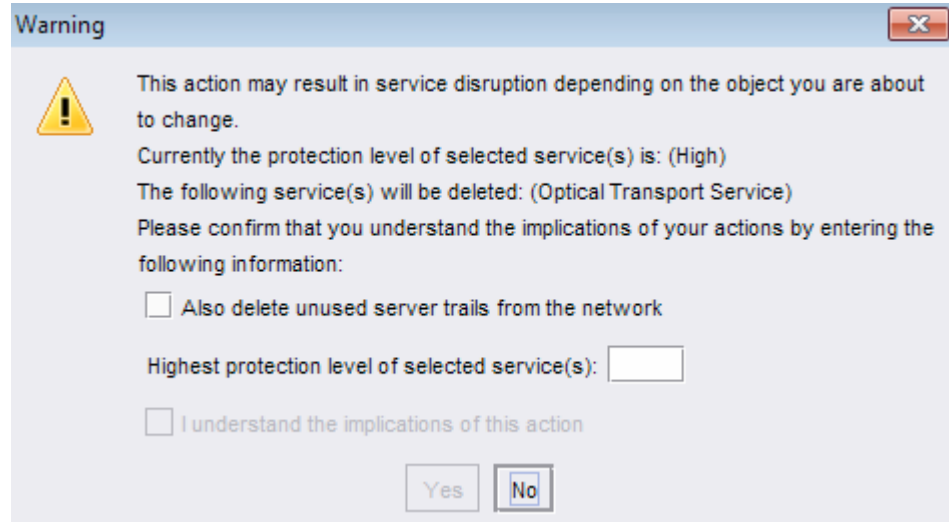 Warning
This action may result in service disruption depending on the object you are about
to change.
Currently the protection level of selected service(s) is: (High)
The following service(s) will be deleted: (Optical Transport Service)
Please confirm that you understand the implications of your actions by entering the
following information:
Also delete unused server trails from the network
Highest protection level of selected service(s):
I understand the implications of this action
Yes No